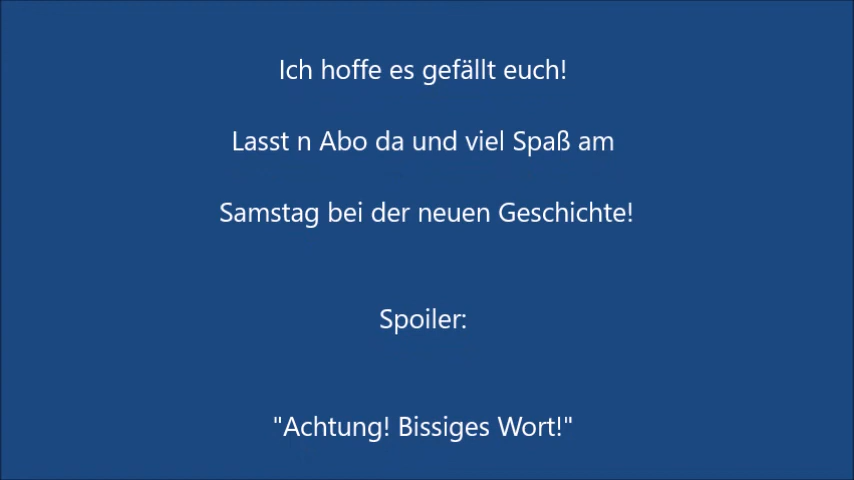 Ich hoffe es gefällt euch!
Lasst n Abo da und viel Spaß am
Samstag bei der neuen Geschichte!
Spoiler:
"Achtung! Bissiges Wort!"